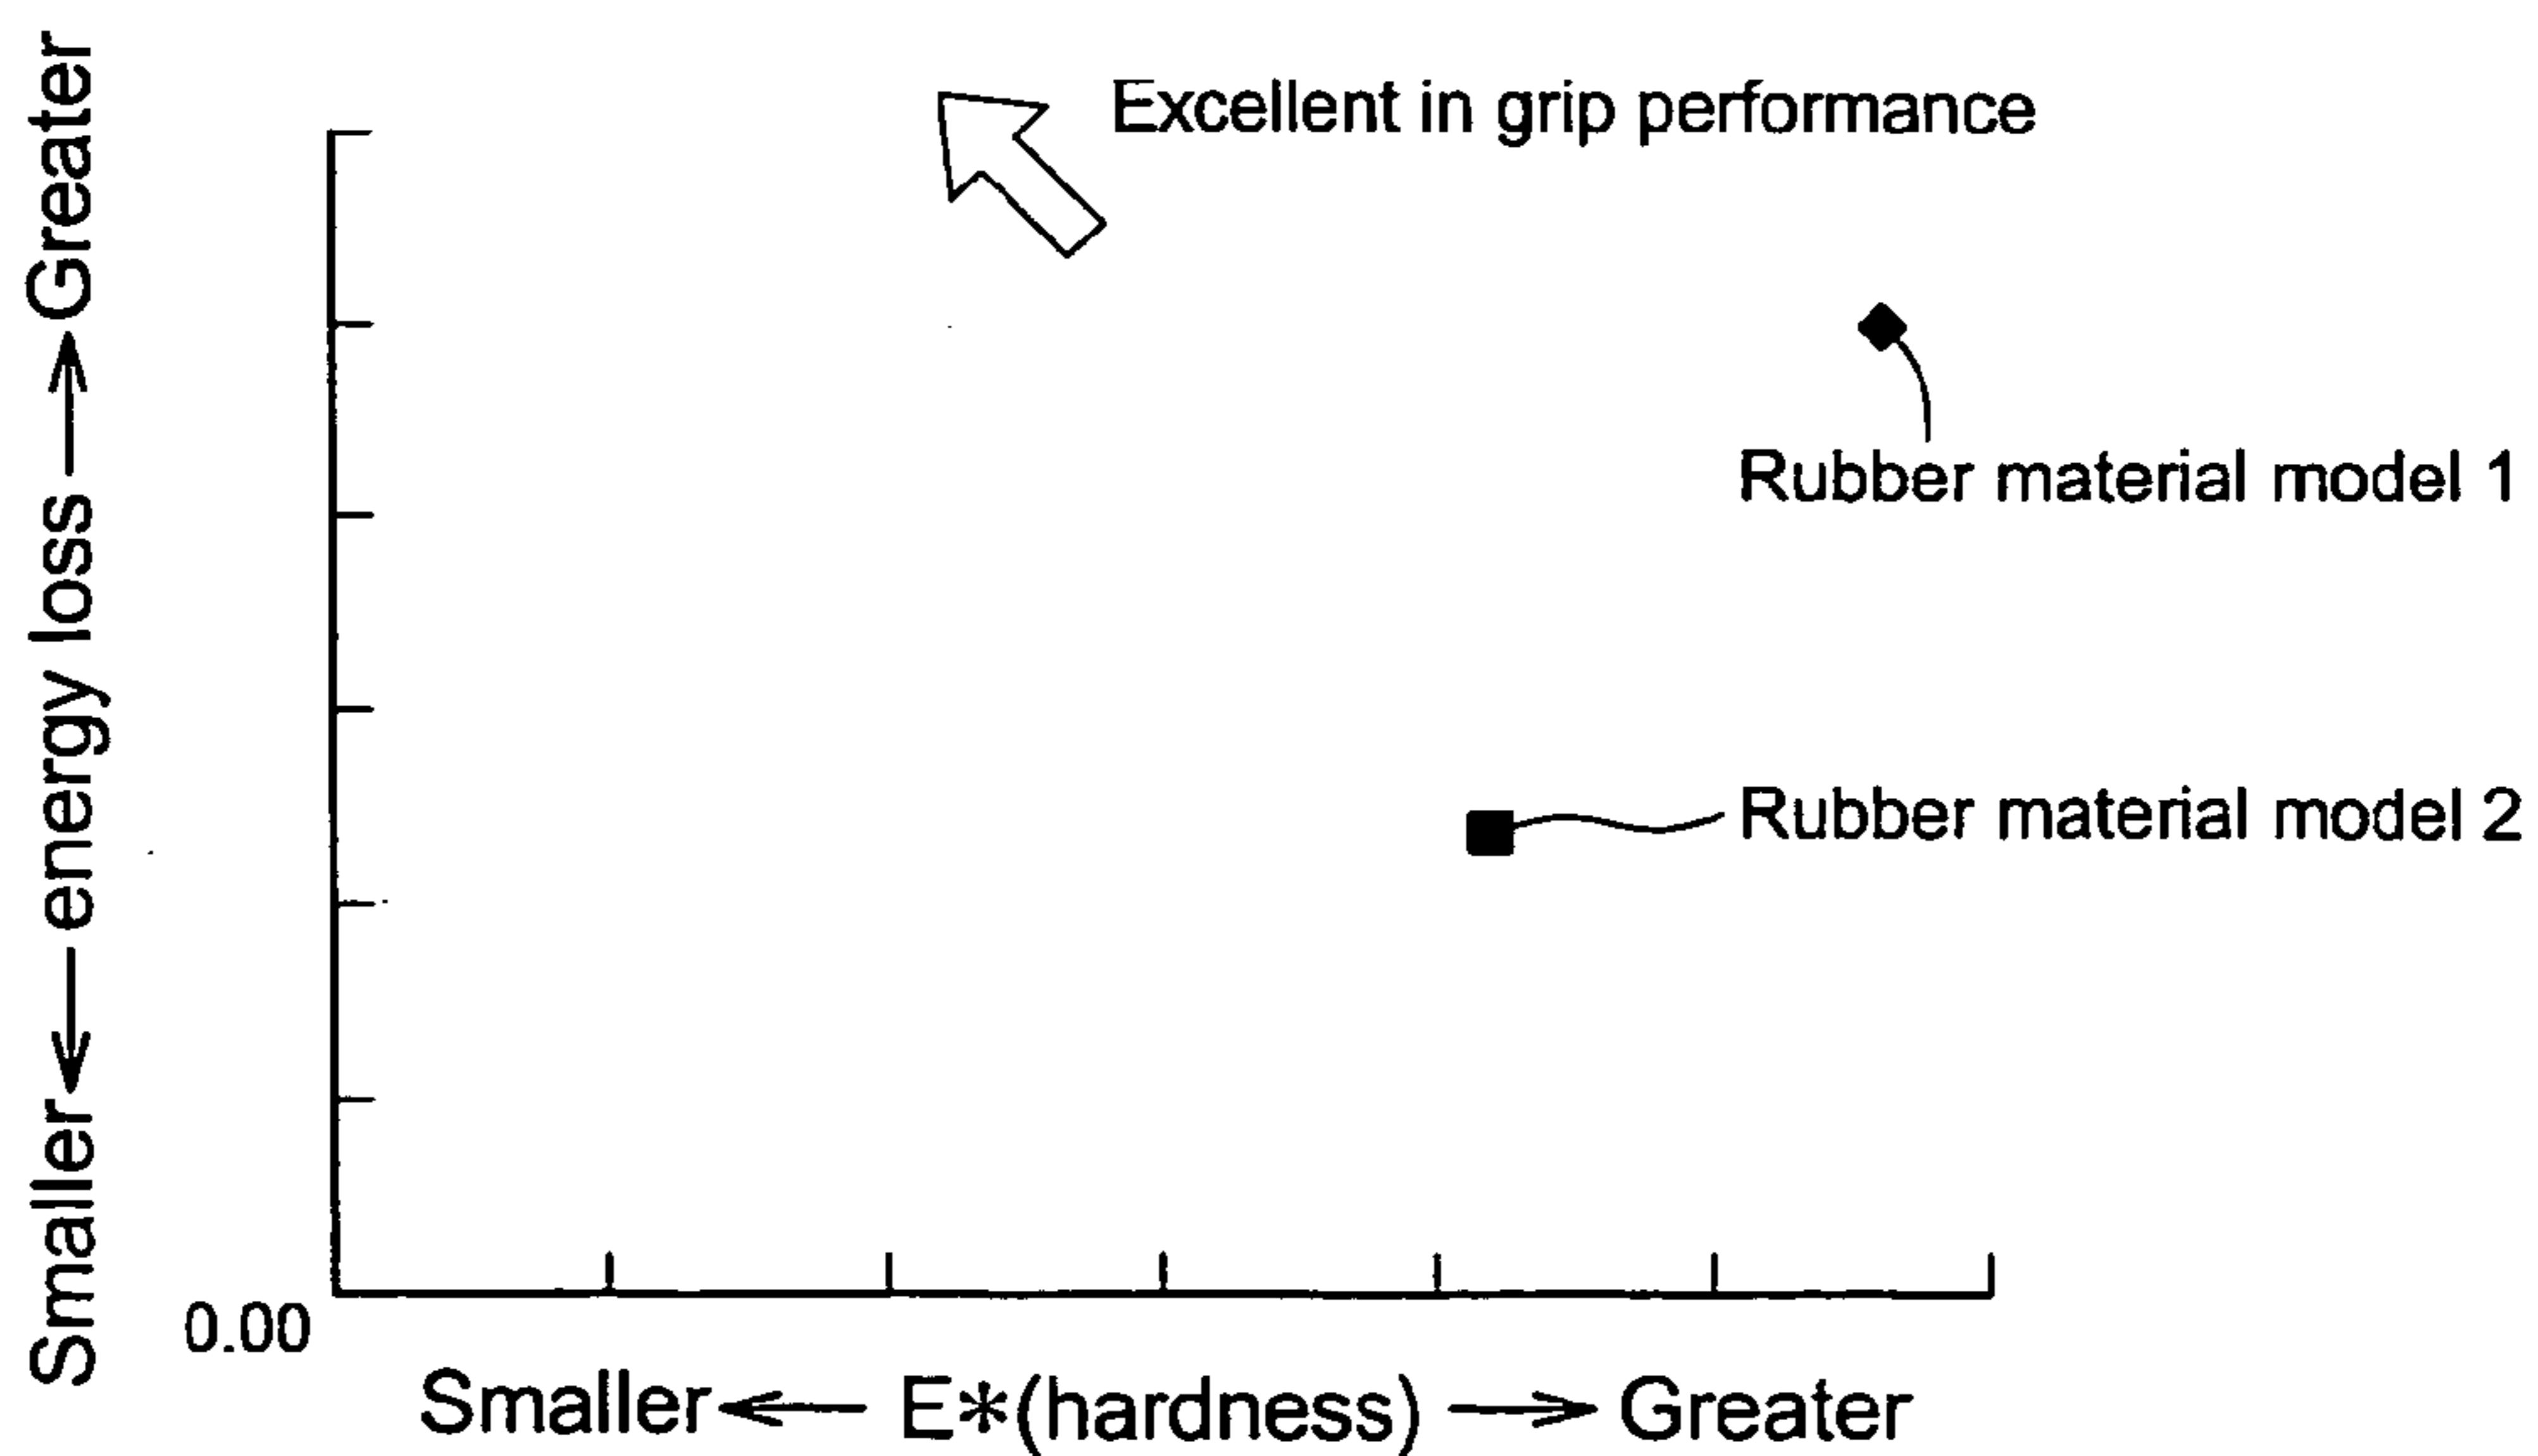 Smaller ← energy loss → Greater
Excellent in grip performance
Rubber material model 1
Rubber material model 2
0.00
Smaller ← E*(hardness) → Greater